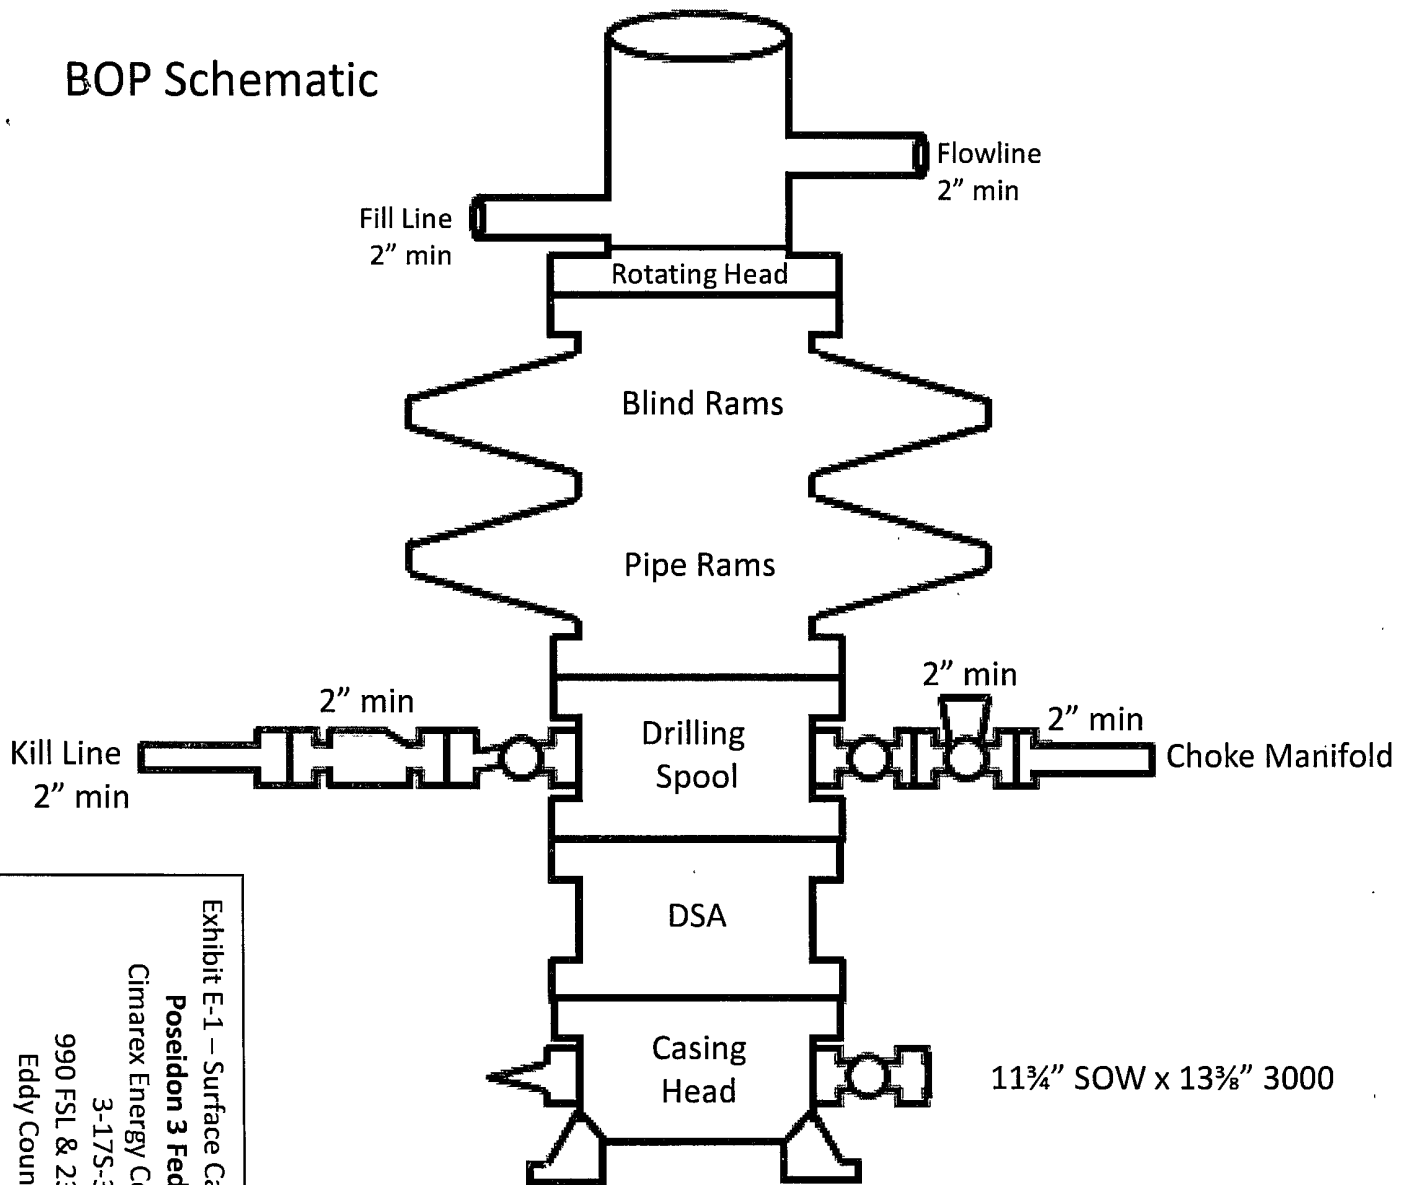 BOP Schematic
Flowline
2” min
Fill Line
2” min
Rotating Head
Blind Rams
Pipe Rams
2” min
2” min
2” min
Kill Line
2” min
Drilling
Spool
Choke Manifold
DSA
Casing
Head
11¾” SOW x 13⅜” 3000
Exhibit E-1 – Surface
Poseidon 3 Fed
Cimarex Energy
3-17S-
990 FSL &
Eddy